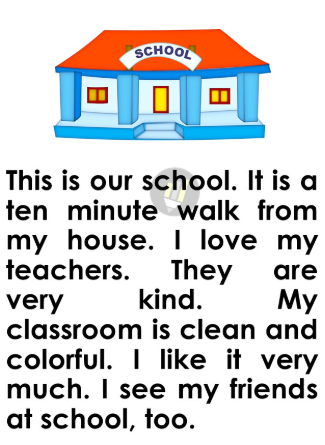 SCHOOL
This is our school. It is a
ten minute walk from
my house. I love my
teachers. They are
very kind. My
classroom is clean and
colorful. I like it very
much. I see my friends
at school, too.